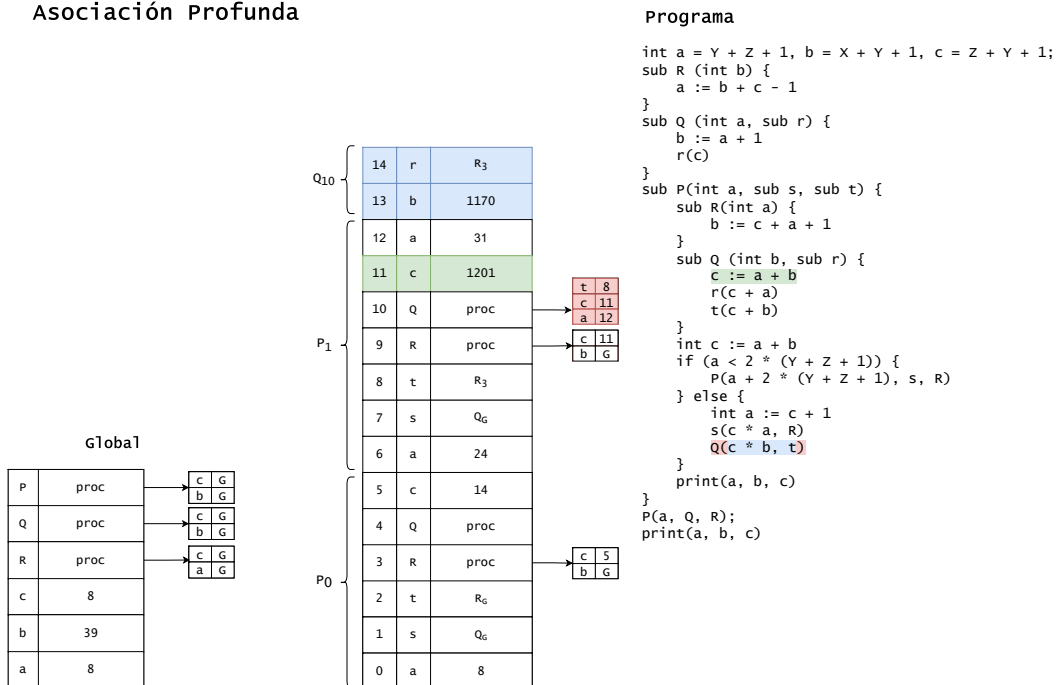 Asociación Profunda
Programa
int a = Y + Z + 1, b = X + Y + 1, c = Z + Y + 1;
sub R (int b) {
a := b + c - 1
}
sub Q (int a, sub r) {
b := a + 1
r(c)
}
sub P(int a, sub s, sub t) {
sub R(int a) {
b := c + a + 1
}
sub Q (int b, sub r) {
c := a + b
r(c + a)
t(c + b)
}
int c := a + b
if (a < 2 * (Y + Z + 1)) {
P(a + 2 * (Y + Z + 1), s, R)
} else {
int a := c + 1
s(c * a, R)
Q(c * b, t)
}
print(a, b, c)
}
P(a, Q, R);
print(a, b, c)
Q10
14 r R3
13 b 1170
P1
12 a 31
11 c 1201
10 Q proc
t 8
c 11
a 12
9 R proc
c 11
b G
8 t R3
7 s QG
6 a 24
P0
5 c 14
4 Q proc
3 R proc
c 5
b G
2 t RG
1 s QG
0 a 8
Global
P proc
c G
b G
Q proc
c G
b G
R proc
c G
a G
c 8
b 39
a 8